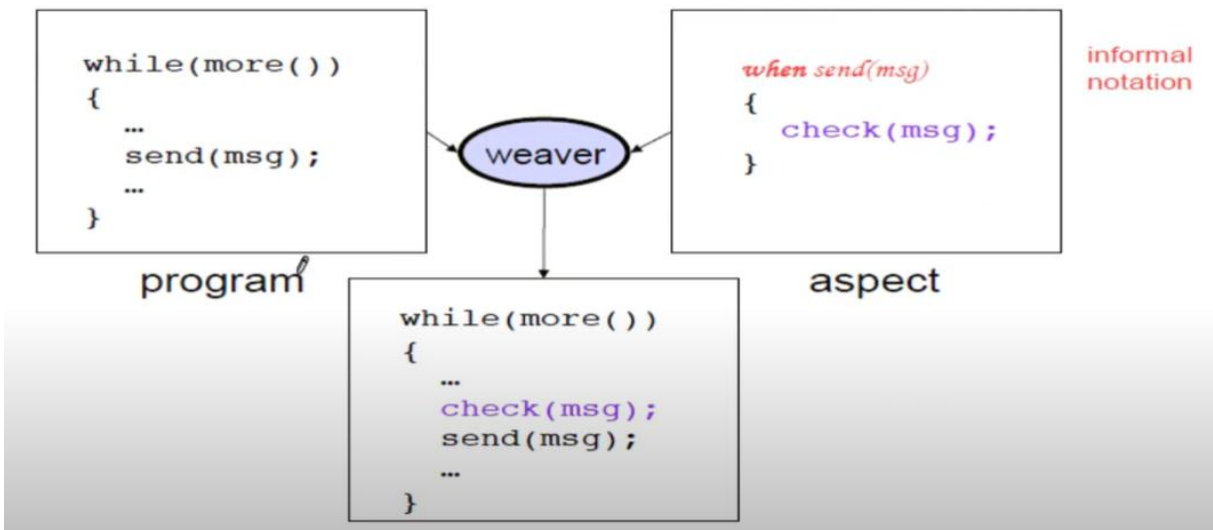 while(more())
{
…
send(msg);
…
}
program
weaver
when send(msg)
{
check(msg);
}
aspect
informal
notation
while(more())
{
…
check(msg);
send(msg);
…
}